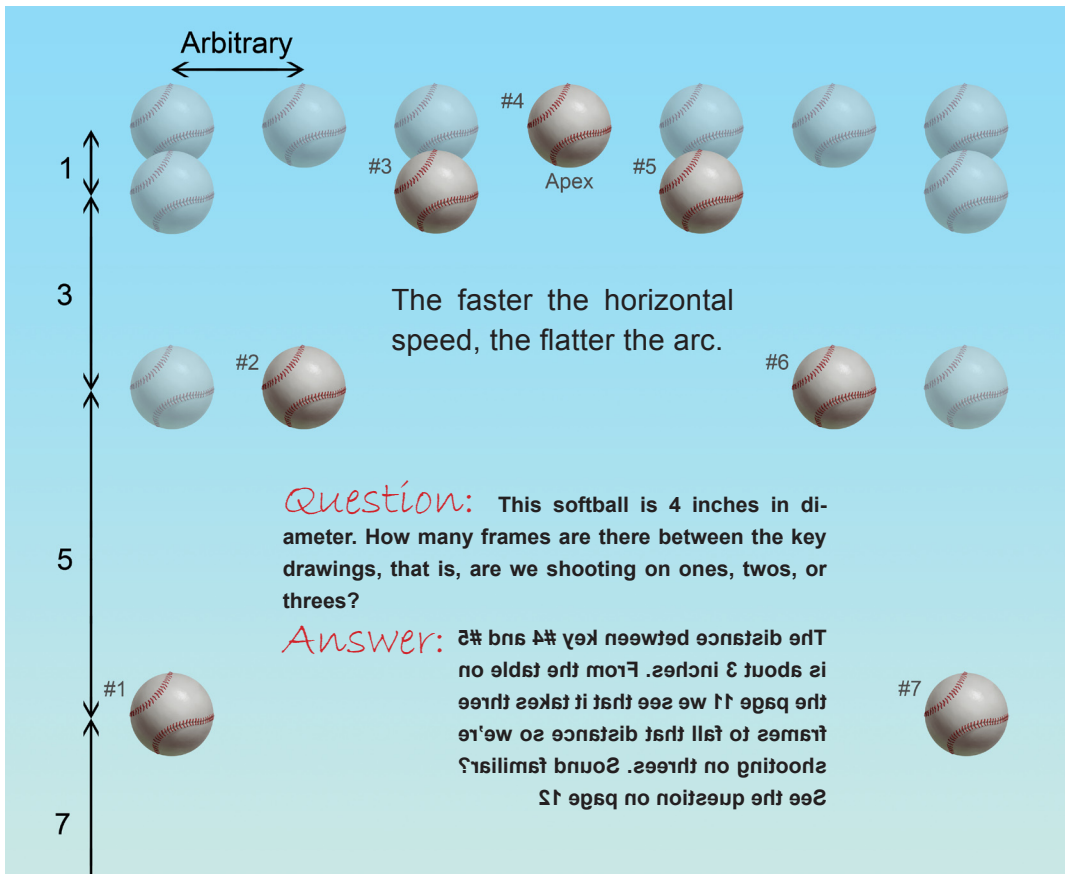 Arbitrary
#4
1
#3
Apex
#5
3
The faster the horizontal
speed, the flatter the arc.
#2
#6
Question: This softball is 4 inches in di-
ameter. How many frames are there between the key
drawings, that is, are we shooting on ones, twos, or
threes?
5
Answer: The distance between key #4 and #5
is about 3 inches. From the table on
the page 11 we see that it takes three
frames to fall that distance so we're
shooting on threes. Sound familiar?
See the question on page 12
#1
#7
7